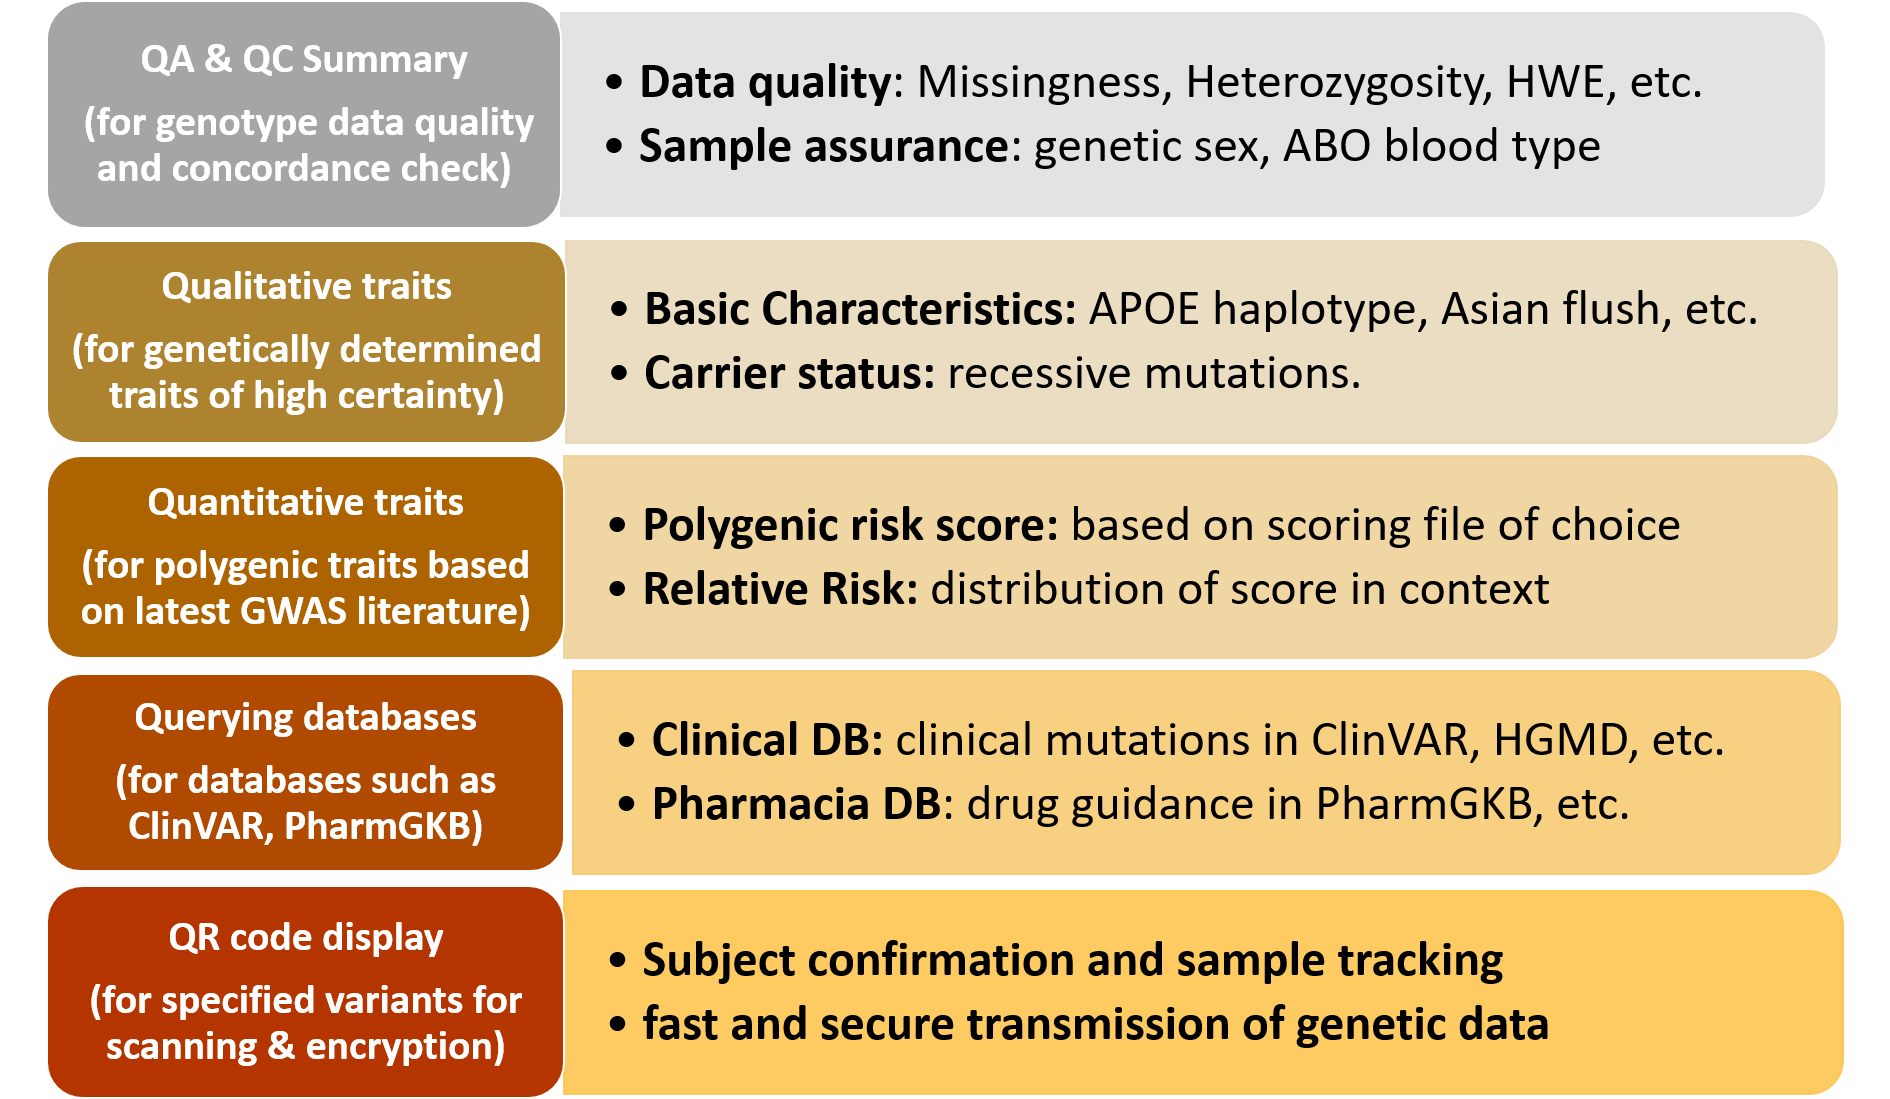 QA & QC Summary
(for genotype data quality
and concordance check)
• Data quality: Missingness, Heterozygosity, HWE, etc.
• Sample assurance: genetic sex, ABO blood type
Qualitative traits
(for genetically determined
traits of high certainty)
• Basic Characteristics: APOE haplotype, Asian flush, etc.
• Carrier status: recessive mutations.
Quantitative traits
(for polygenic traits based
on latest GWAS literature)
• Polygenic risk score: based on scoring file of choice
• Relative Risk: distribution of score in context
Querying databases
(for databases such as
ClinVAR, PharmGKB)
• Clinical DB: clinical mutations in ClinVAR, HGMD, etc.
• Pharmacia DB: drug guidance in PharmGKB, etc.
QR code display
(for specified variants for
scanning & encryption)
• Subject confirmation and sample tracking
• fast and secure transmission of genetic data